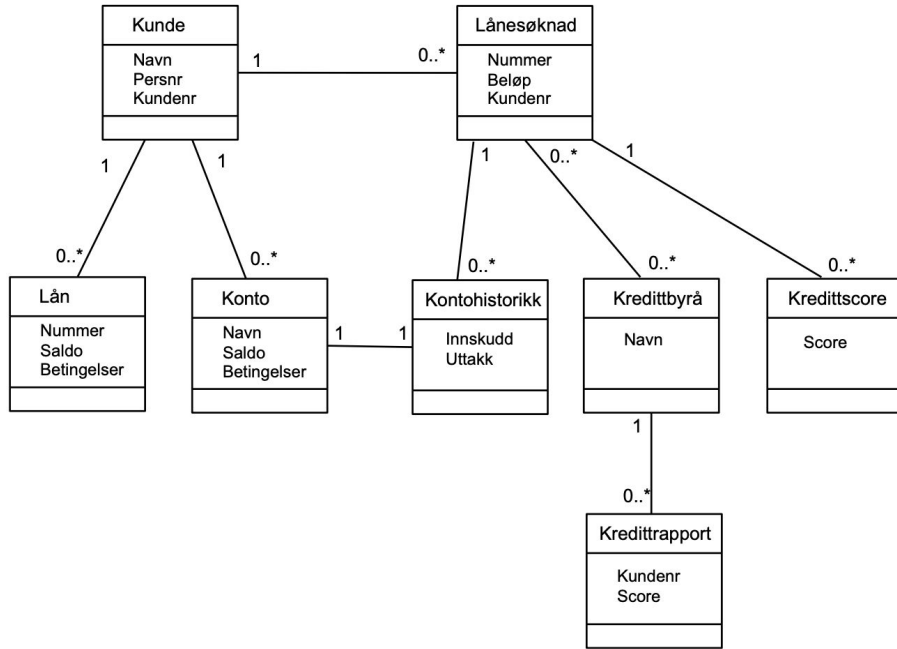 Kunde
Navn
Persnr
Kundenr
Lånesøknad
Nummer
Beløp
Kundenr
1
0..*
1
1
1
0..*
1
0..*
0..*
0..*
0..*
0..*
Lån
Nummer
Saldo
Betingelser
Konto
Navn
Saldo
Betingelser
1
1
Kontohistorikk
Innskudd
Uttakk
Kredittbyrå
Navn
Kredittscore
Score
1
0..*
Kredittrapport
Kundenr
Score